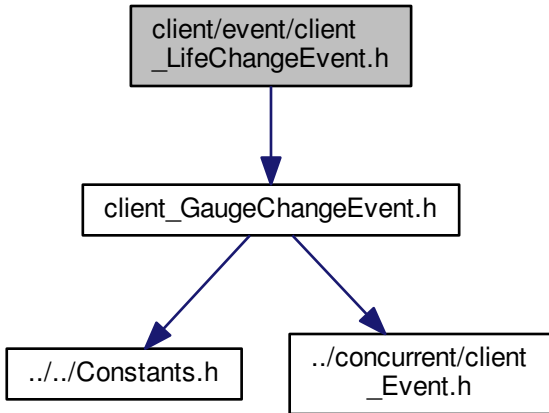 client/event/client
_LifeChangeEvent.h
client_GaugeChangeEvent.h
../../Constants.h
../concurrent/client
_Event.h